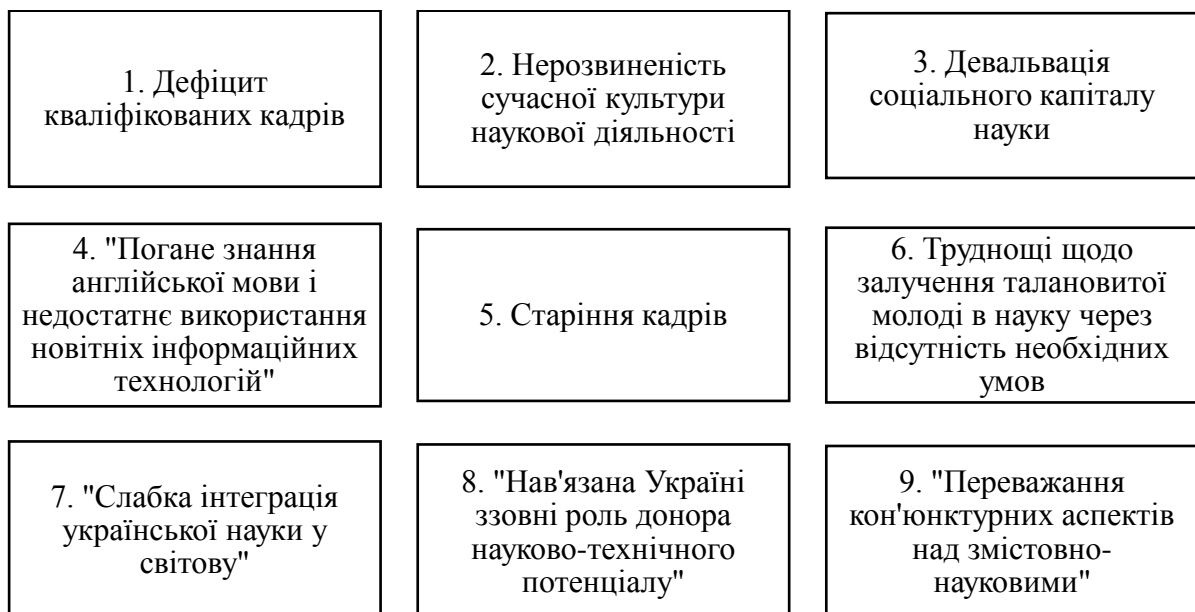 1. Дефіцит
кваліфікованих кадрів
2. Нерозвиненість
сучасної культури
наукової діяльності
3. Девальвація
соціального капіталу
науки
4. "Погане знання
англійської мови і
недостатнє використання
новітніх інформаційних
технологій"
5. Старіння кадрів
6. Труднощі щодо
залучення талановитої
молоді в науку через
відсутність необхідних
умов
7. "Слабка інтеграція
української науки у
світову"
8. "Нав'язана Україні
ззовні роль донора
науково-технічного
потенціалу"
9. "Переважання
кон'юнктурних аспектів
над змістовно-
науковими"